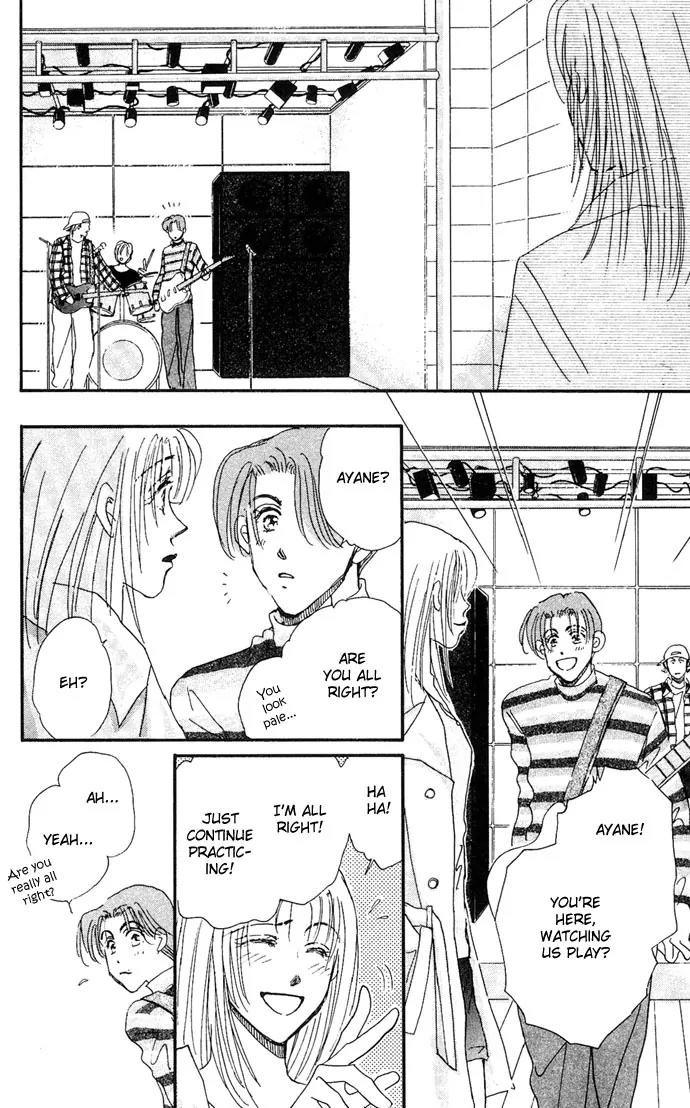 AYANE!
YOU'RE
HERE,
WATCHING
US PLAY?
AYANE?
ARE
YOU ALL
RIGHT?
You
look
pale...
EH?
HA
HA!
I'M ALL
RIGHT!
JUST
CONTINUE
PRACTIC-
ING!
AH...
YEAH...
Are you
really all
right?